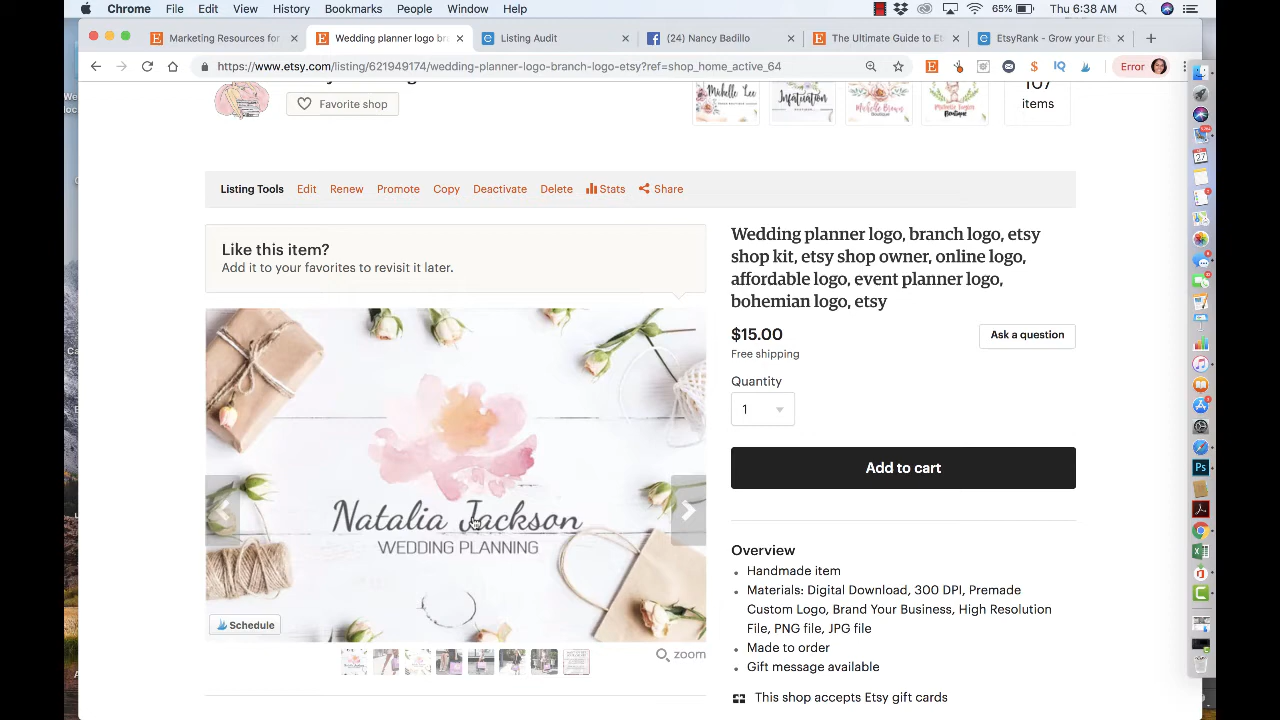 Chrome File Edit View History Bookmarks People Window Help 65% Thu 6:38 AM
Marketing Resources for Wedding planner logo br Listing Audit (24) Nancy Badillo The Ultimate Guide to Et EtsyRank - Grow your Es
https://www.etsy.com/listing/621949174/wedding-planner-logo-branch-logo-etsy?ref=shop_home_active_64 Error
Favorite shop
Michelle Lee
107
items
Listing Tools Edit Renew Promote Copy Deactivate Delete Stats Share
Like this item?
Add it to your favorites to revisit it later.
Natalia Jackson
WEDDING PLANNING
Schedule
zoom
Wedding planner logo, branch logo, etsy
shop kit, etsy shop owner, online logo,
affordable logo, event planner logo,
bohemian logo, etsy
$15.00
Ask a question
Free shipping
Quantity
1
Add to cart
Overview
Handmade item
Materials: Digital Download, 300 DPI, Premade
Custom Logo, Brand Your Business, High Resolution
File, PNG file, JPG file
Made to order
Gift message available